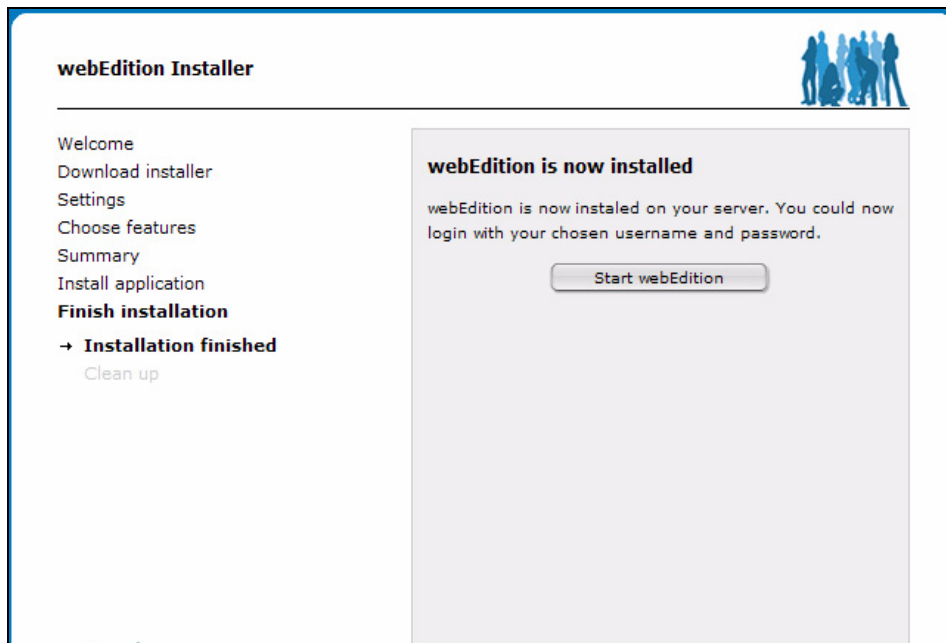 webEdition Installer
Welcome
Download installer
Settings
Choose features
Summary
Install application
Finish installation
→ Installation finished
Clean up
webEdition is now installed
webEdition is now instaled on your server. You could now
login with your chosen username and password.
Start webEdition